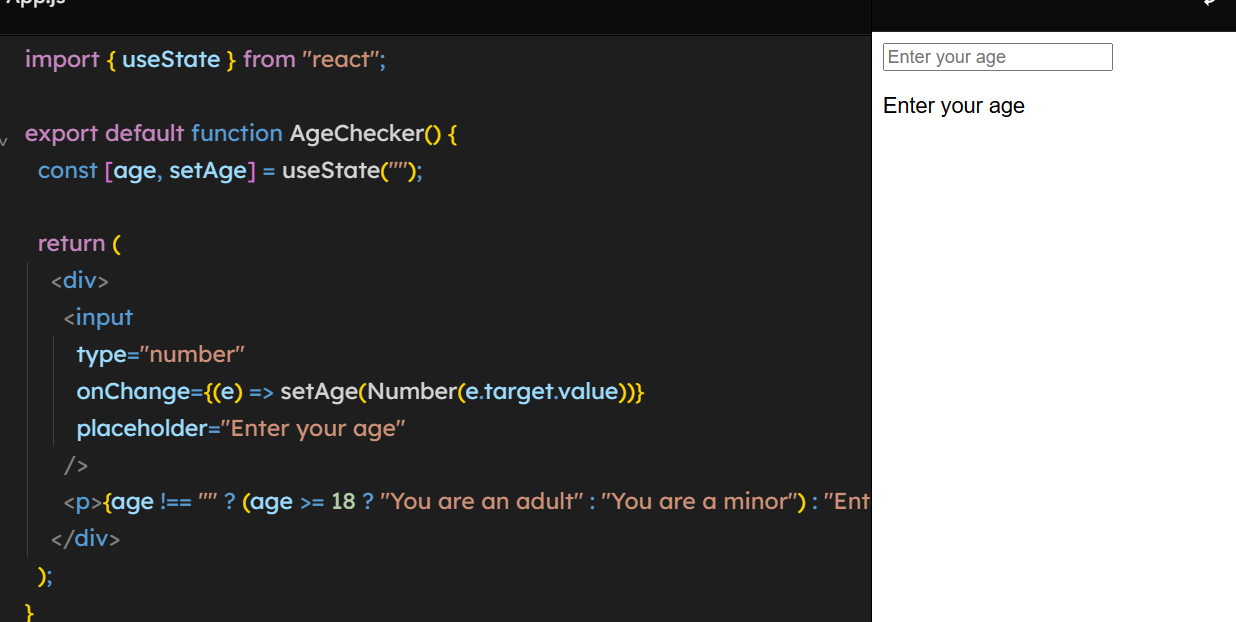 App.js
import { useState } from "react";
export default function AgeChecker() {
const [age, setAge] = useState("");
return (
<div>
<input
type="number"
onChange={(e) => setAge(Number(e.target.value))}
placeholder="Enter your age"
/>
<p>{age !== "" ? (age >= 18 ? "You are an adult" : "You are a minor") : "Ent
</div>
);
}
Enter your age
Enter your age